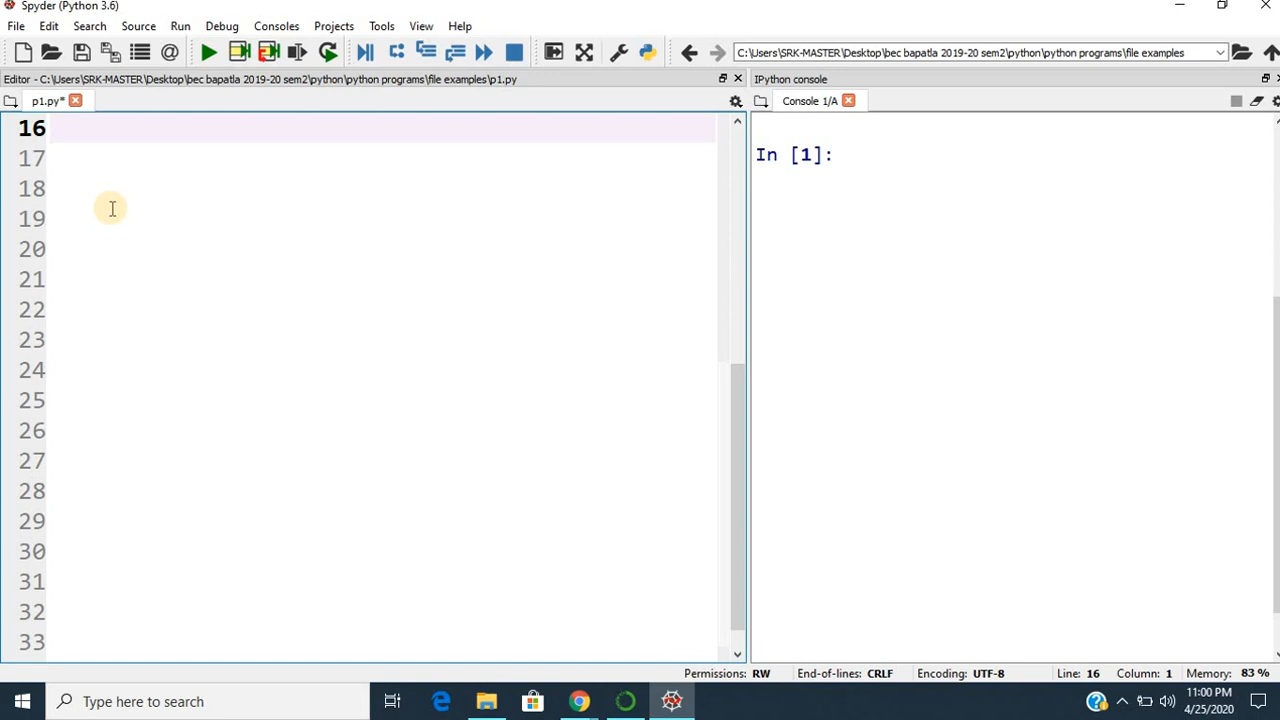 Spyder (Python 3.6)
File Edit Search Source Run Debug Consoles Projects Tools View Help
C:\Users\SRK-MASTER\Desktop\bec bapatla 2019-20 sem2\python\python programs\file examples
Editor - C:\Users\SRK-MASTER\Desktop\bec bapatla 2019-20 sem2\python\python programs\file examples\p1.py
IPython console
p1.py*
Console 1/A
16
17
18
19
20
21
22
23
24
25
26
27
28
29
30
31
32
33
In [1]:
Permissions: RW End-of-lines: CRLF Encoding: UTF-8 Line: 16 Column: 1 Memory: 83 %
Type here to search
11:00 PM
4/25/2020